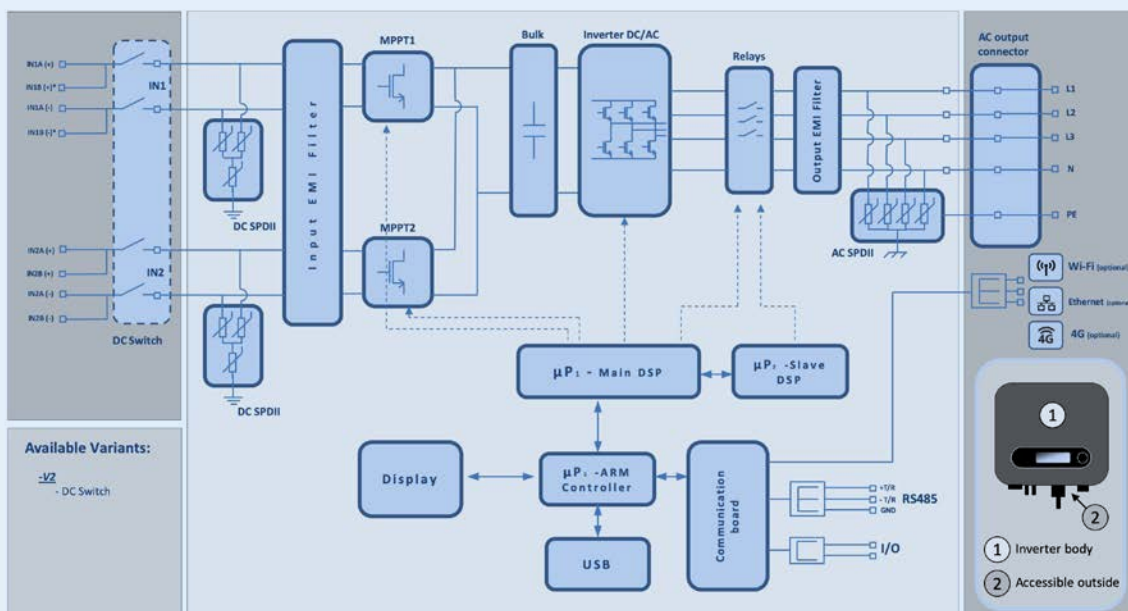 IN1A (+)
IN1B (+)*
IN1A (-)
IN1B (-)*
IN1
IN2A (+)
IN2B (+)
IN2A (-)
IN2B (-)
IN2
DC Switch
DC SPDII
DC SPDII
Input EMI Filter
MPPT1
MPPT2
Bulk
Inverter DC/AC
Relays
Output EMI Filter
AC SPDII
AC output
connector
L1
L2
L3
N
PE
Wi-Fi (optional)
Ethernet (optional)
4G
4G (optional)
μP₁ - Main DSP
μP₂ -Slave
DSP
Display
ARM
Controller
USB
Communication
board
+T/R
- T/R
GND
RS485
I/O
Available Variants:
-V2
- DC Switch
1
2
1 Inverter body
2 Accessible outside